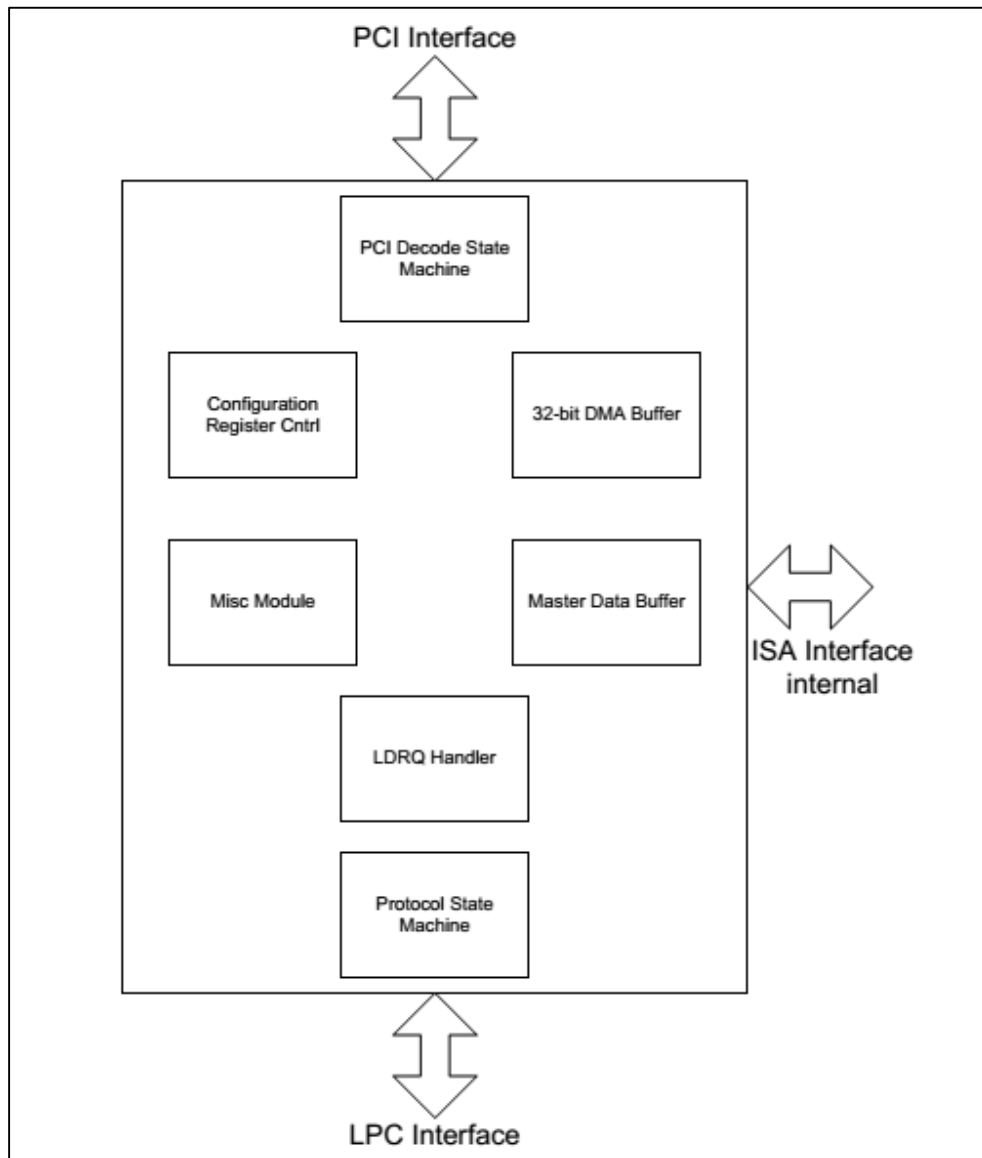 PCI Interface
PCI Decode State
Machine
Configuration
Register Cntrl
32-bit DMA Buffer
Misc Module
Master Data Buffer
ISA Interface
internal
LDRQ Handler
Protocol State
Machine
LPC Interface